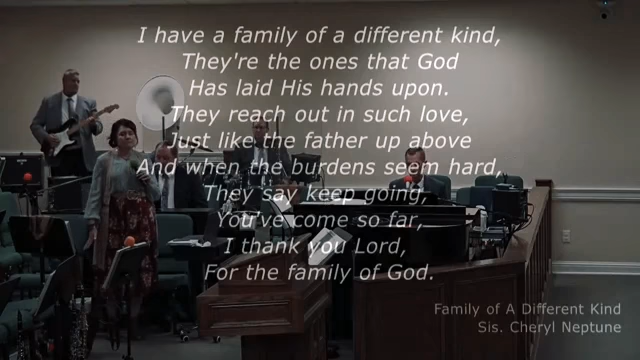 I have a family of a different kind,
They're the ones that God
Has laid His hands upon.
They reach out in such love,
Just like the father up above
And when the burdens seem hard,
They say keep going,
You've come so far,
I thank you Lord,
For the family of God.
Family of A Different Kind
Sis. Cheryl Neptune